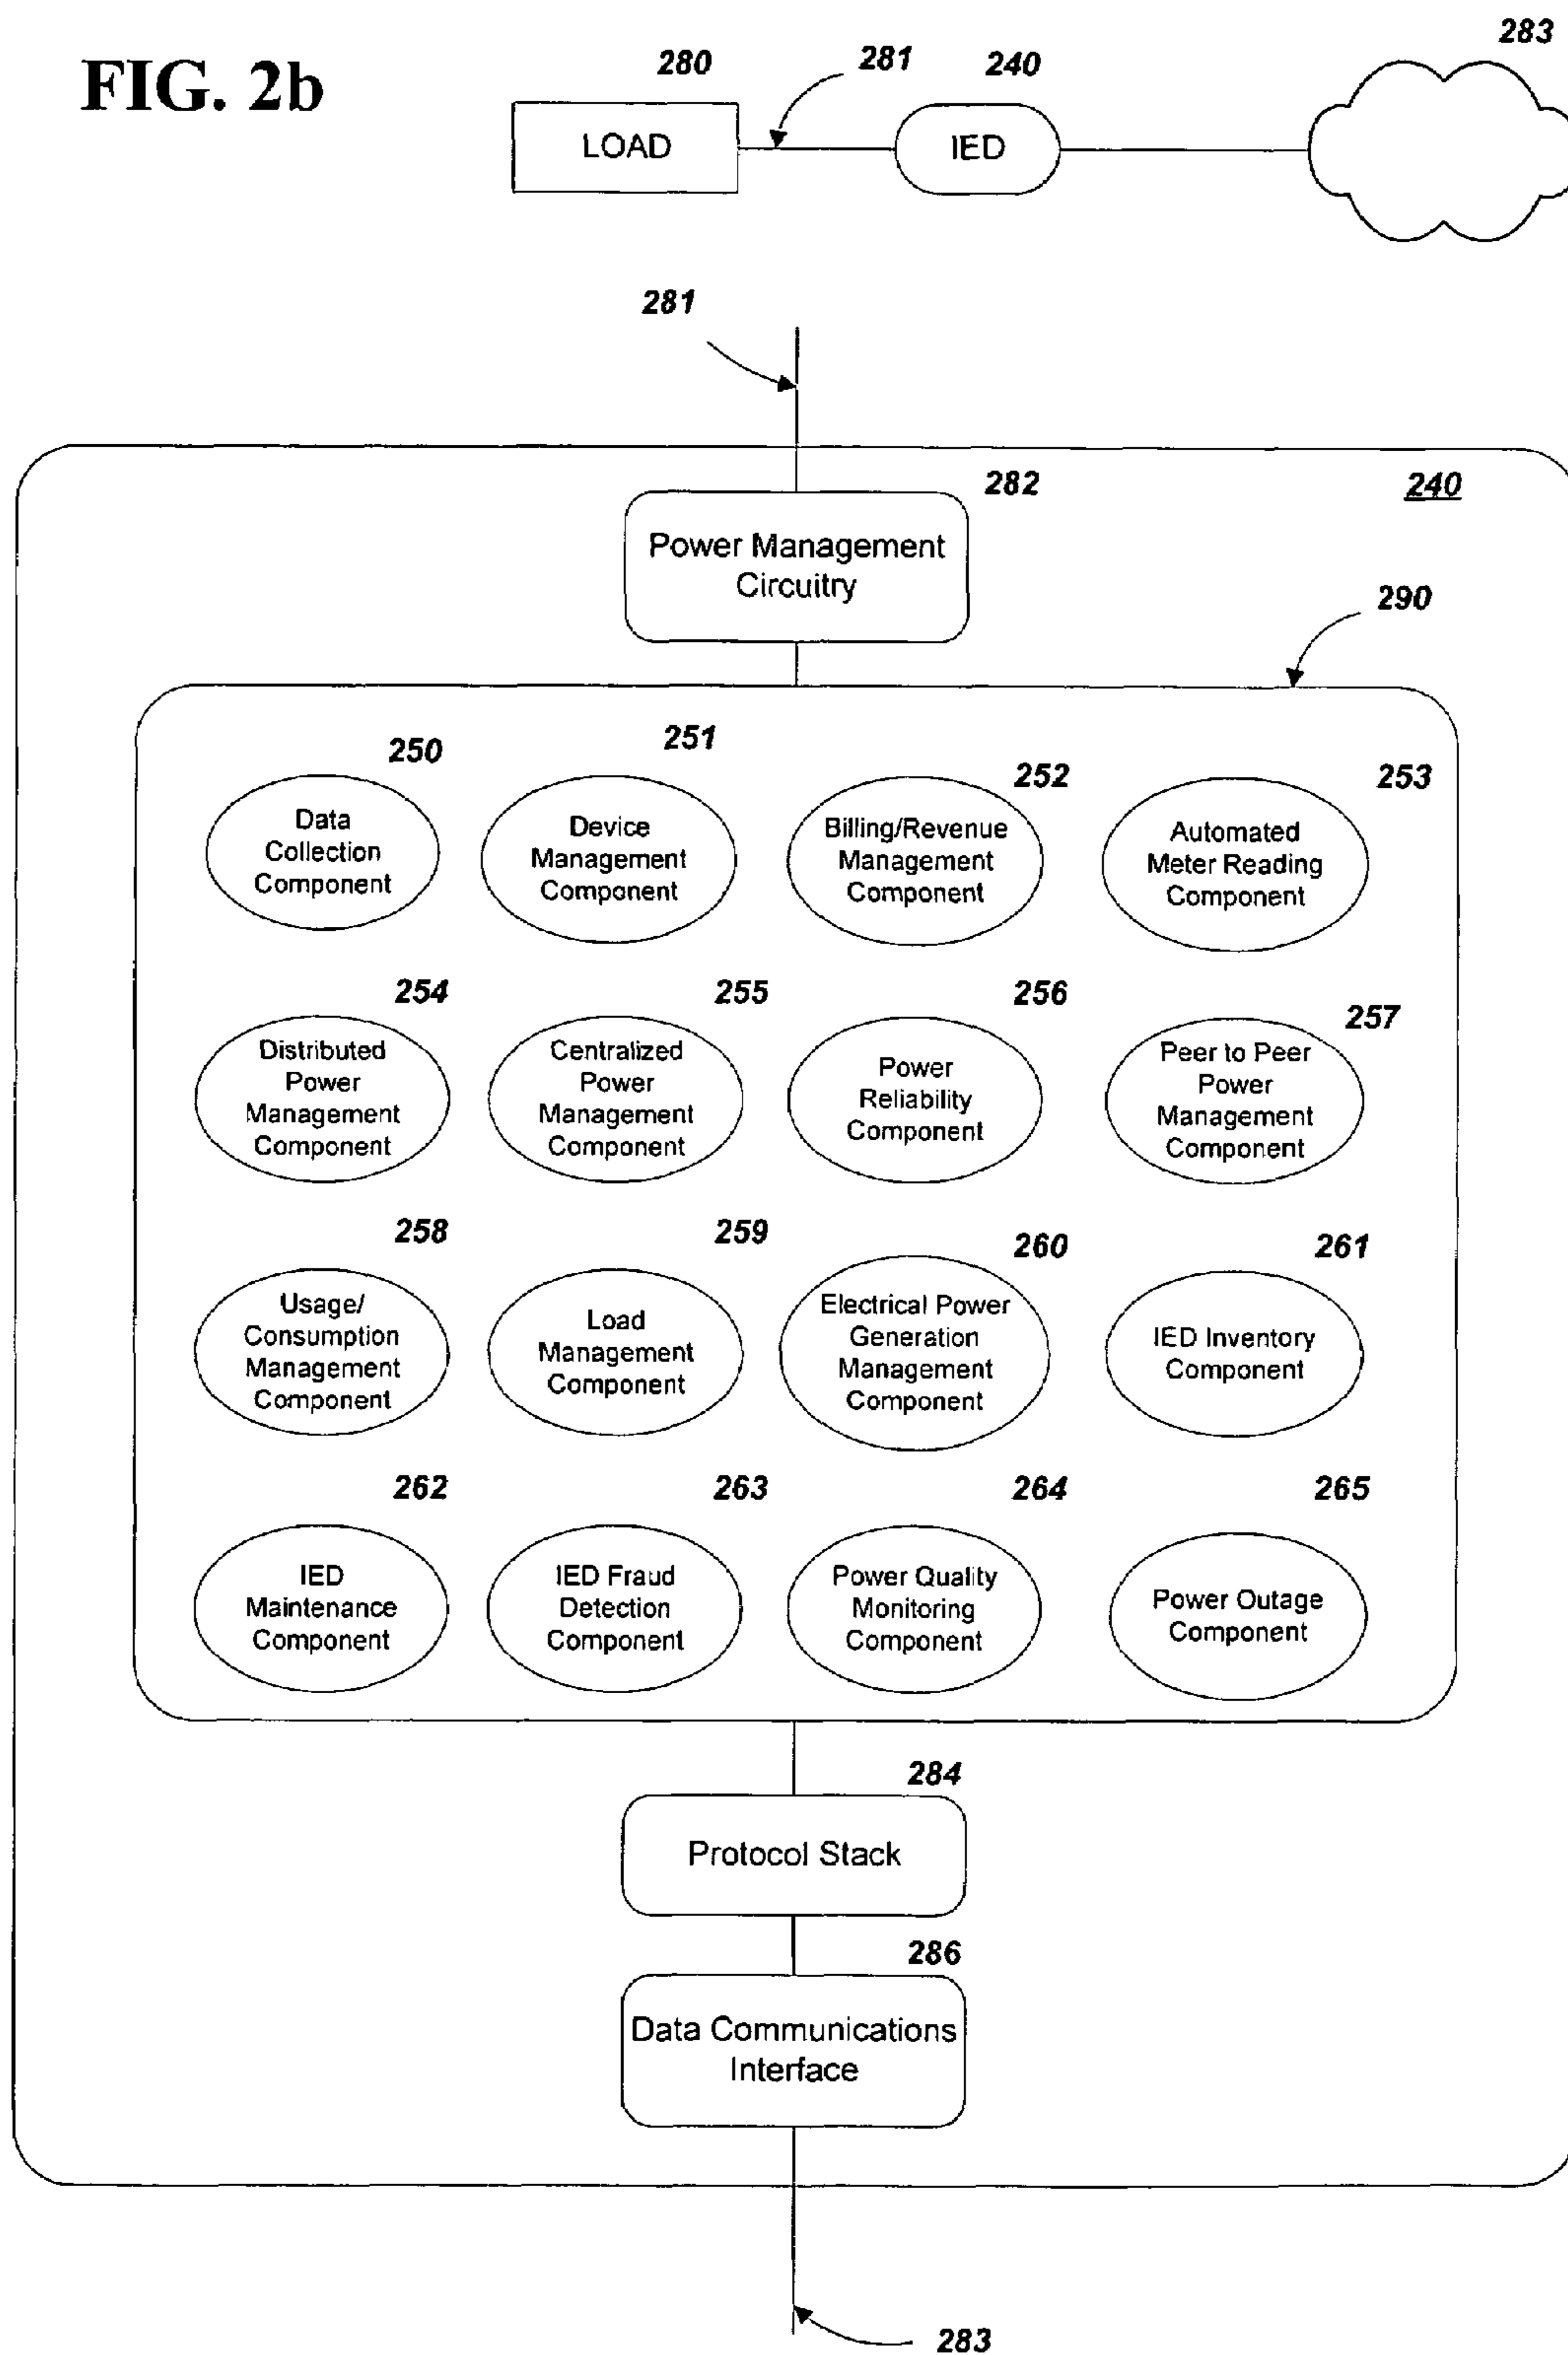 FIG. 2b
280
281
240
283
LOAD
IED
281
282
240
Power Management
Circuitry
290
250
251
252
253
Data
Collection
Component
Device
Management
Component
Billing/Revenue
Management
Component
Automated
Meter Reading
Component
254
255
256
257
Distributed
Power
Management
Component
Centralized
Power
Management
Component
Power
Reliability
Component
Peer to Peer
Power
Management
Component
258
259
260
261
Usage/
Consumption
Management
Component
Load
Management
Component
Electrical Power
Generation
Management
Component
IED Inventory
Component
262
263
264
265
IED
Maintenance
Component
IED Fraud
Detection
Component
Power Quality
Monitoring
Component
Power Outage
Component
284
Protocol Stack
286
Data Communications
Interface
283